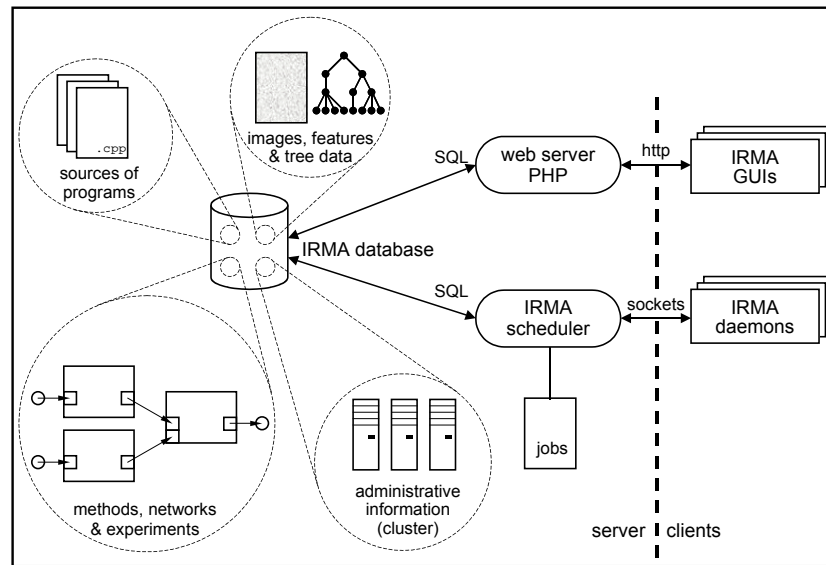 .cpp
sources of
programs
images, features
& tree data
SQL
web server
PHP
http
IRMA
GUIs
IRMA database
SQL
IRMA
scheduler
sockets
IRMA
daemons
jobs
methods, networks
& experiments
administrative
information
(cluster)
server
clients